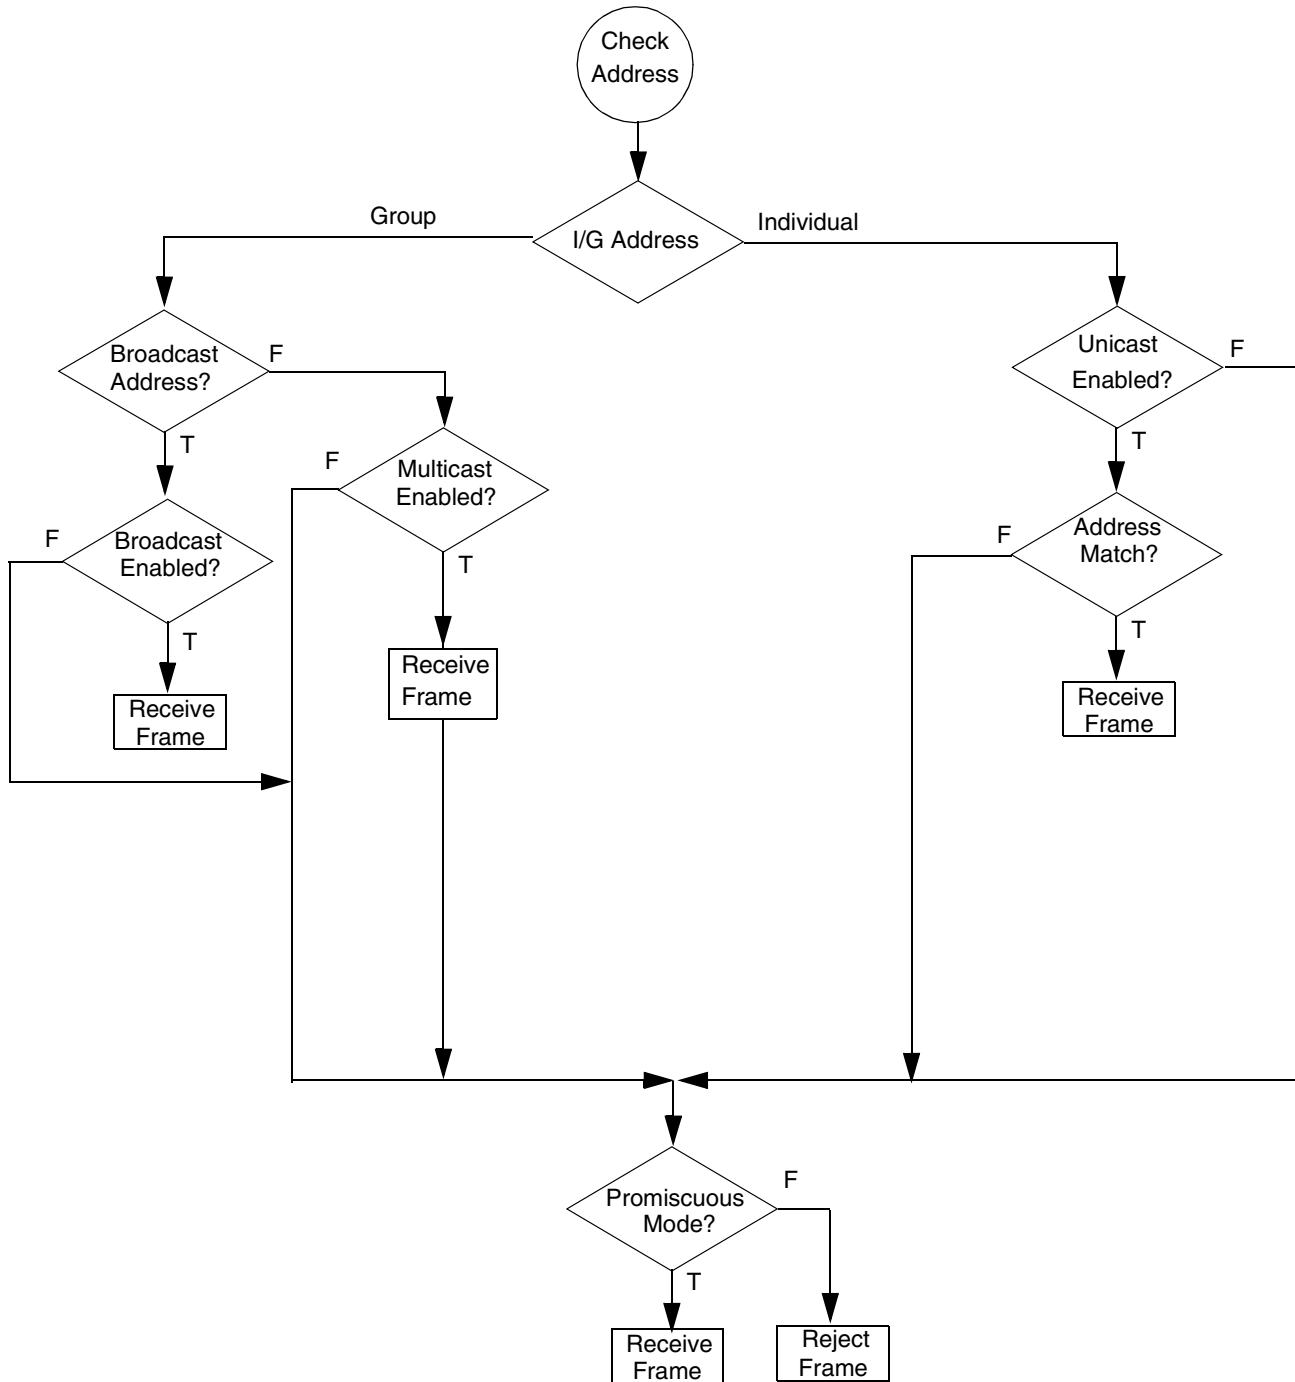 Check
Address
Group
I/G Address
Individual
Broadcast
Address?
F
Unicast
Enabled?
F
T
T
F
Multicast
Enabled?
F
Broadcast
Enabled?
F
Address
Match?
T
T
T
Receive
Frame
Receive
Frame
Receive
Frame
Promiscuous
Mode?
F
T
Receive
Frame
Reject
Frame